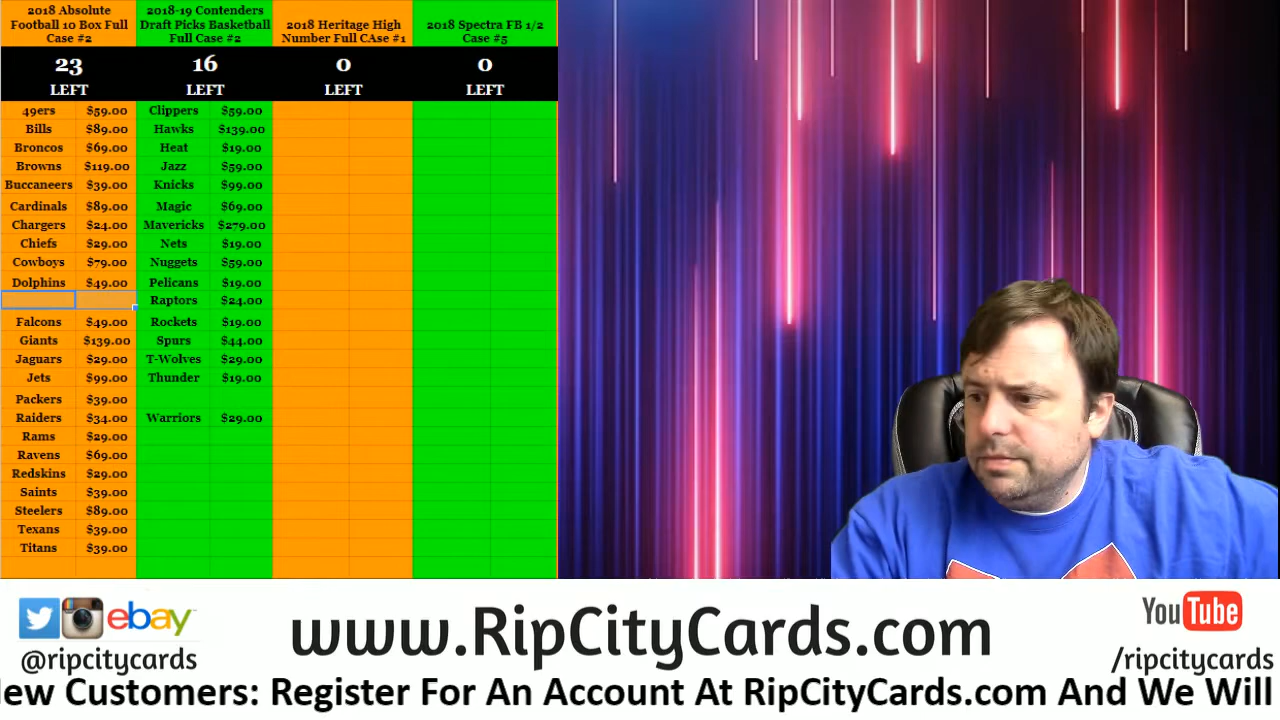 2018 Absolute
Football 10 Box Full
Case #2
2018-19 Contenders
Draft Picks Basketball
Full Case #2
2018 Heritage High
Number Full CAse #1
2018 Spectra FB 1/2
Case #5
23 16 0 0
LEFT LEFT LEFT LEFT
49ers $59.00 Clippers $59.00
Bills $89.00 Hawks $139.00
Broncos $69.00 Heat $19.00
Browns $119.00 Jazz $59.00
Buccaneers $39.00 Knicks $99.00
Cardinals $89.00 Magic $69.00
Chargers $24.00 Mavericks $279.00
Chiefs $29.00 Nets $19.00
Cowboys $79.00 Nuggets $59.00
Dolphins $49.00 Pelicans $19.00
Raptors $24.00
Falcons $49.00 Rockets $19.00
Giants $139.00 Spurs $44.00
Jaguars $29.00 T-Wolves $29.00
Jets $99.00 Thunder $19.00
Packers $39.00
Raiders $34.00 Warriors $29.00
Rams $29.00
Ravens $69.00
Redskins $29.00
Saints $39.00
Steelers $89.00
Texans $39.00
Titans $39.00
ebay™
@ripcitycards
www.RipCityCards.com
YouTube
/ripcitycards
New Customers: Register For An Account At RipCityCards.com And We Will